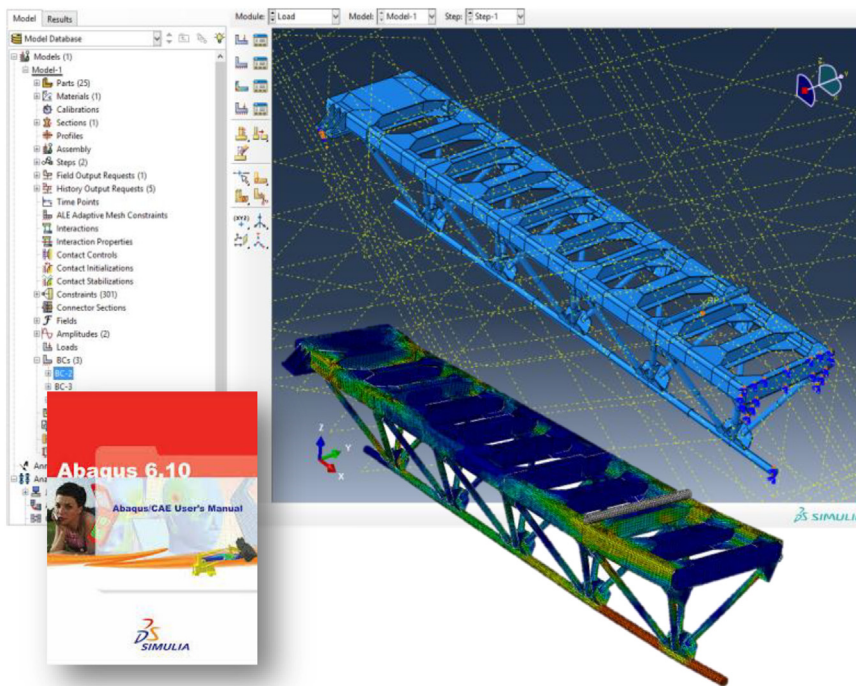 Model Results
Module: Load Model: Model-1 Step: Step-1
Model Database
Models (1)
Model-1
Parts (25)
Materials (1)
Calibrations
Sections (1)
Profiles
Assembly
Steps (2)
Field Output Requests (1)
History Output Requests (5)
Time Points
ALE Adaptive Mesh Constraints
Interactions
Interaction Properties
Contact Controls
Contact Initializations
Contact Stabilizations
Constraints (301)
Connector Sections
Fields
Amplitudes (2)
Loads
BCs (3)
BC-2
BC-3
(XYZ)
Z
Y
X
SIMULIA
Abaqus 6.10
Abaqus/CAE User's Manual
SIMULIA